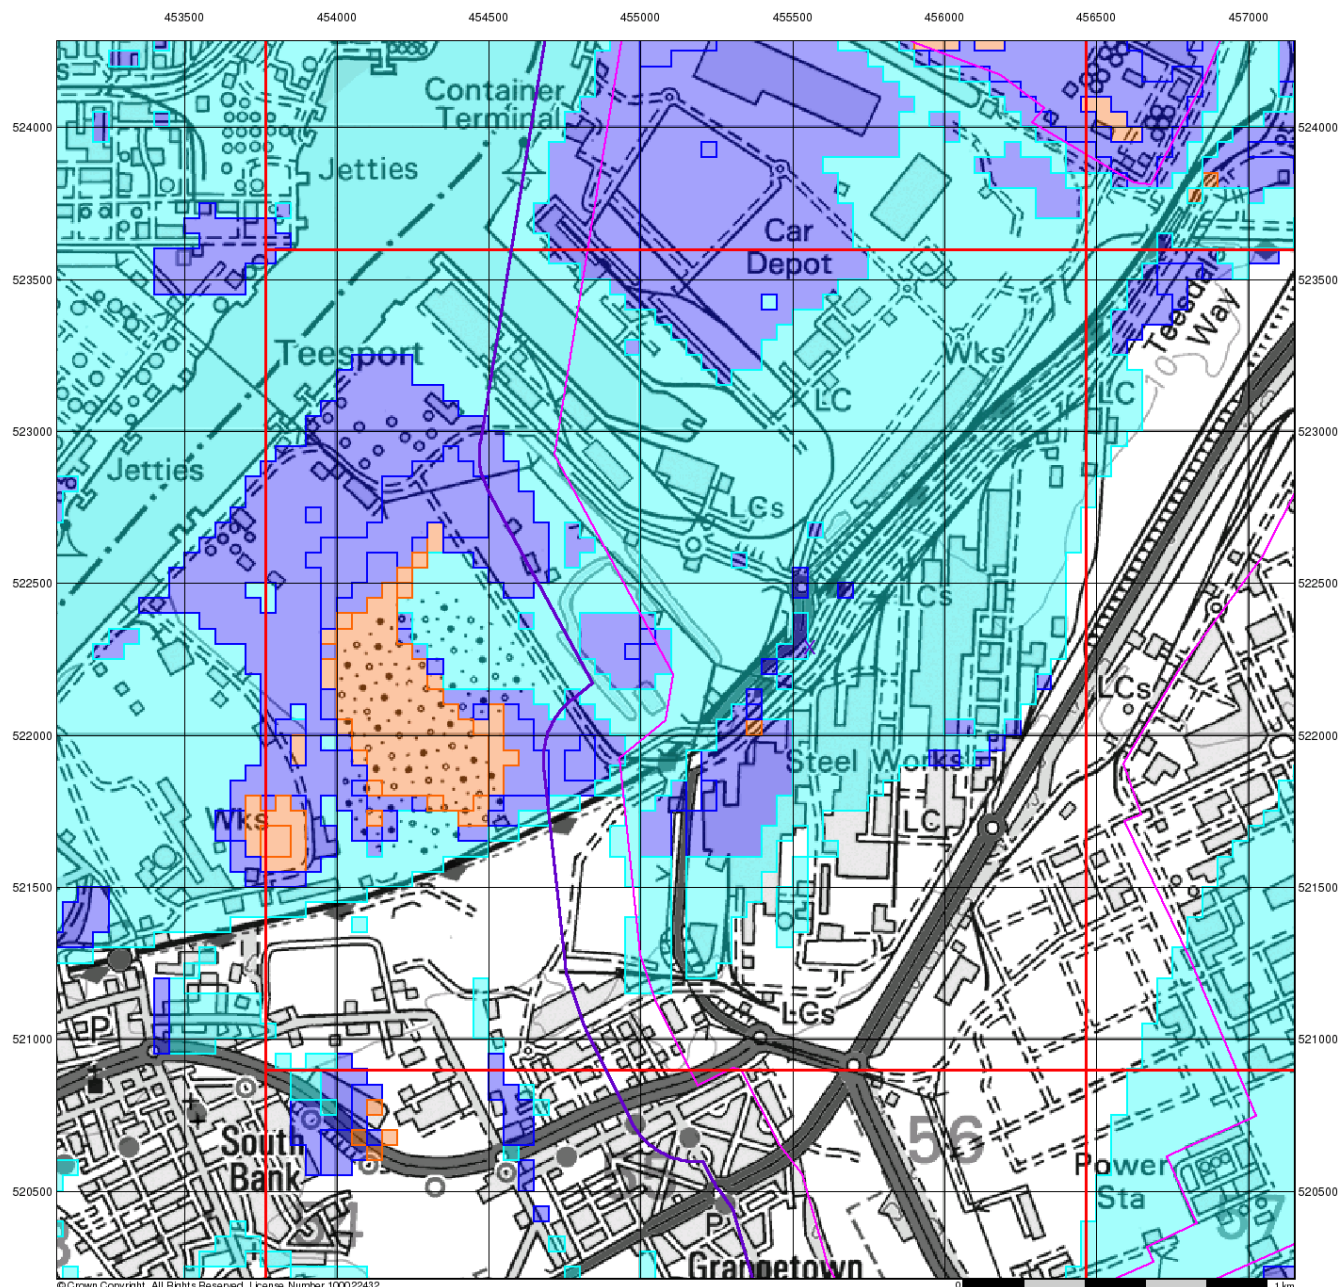 453500 454000 454500 455000 455500 456000 456500 457000
Container
Terminal
524000 524000
Jetties
Car
Depot
523500 523500
Way
Teesport
Wks
LC
LC
10
523000 523000
Jetties
LCs
522500 522500
LCs
LCs
522000 522000
Steel Works
Wks
LC
521500 521500
LCs
P
521000 521000
South
Bank
56
Power
Sta
520500 520500
55
54
57
P
Grangetown
© Crown Copyright. All Rights Reserved. License Number 100022432
0 1 km